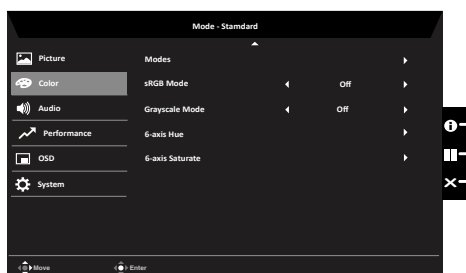 Mode - Stamdard
Picture
Modes
Color
sRGB Mode
Off
Audio
Grayscale Mode
Off
Performance
6-axis Hue
OSD
6-axis Saturate
System
Move
Enter